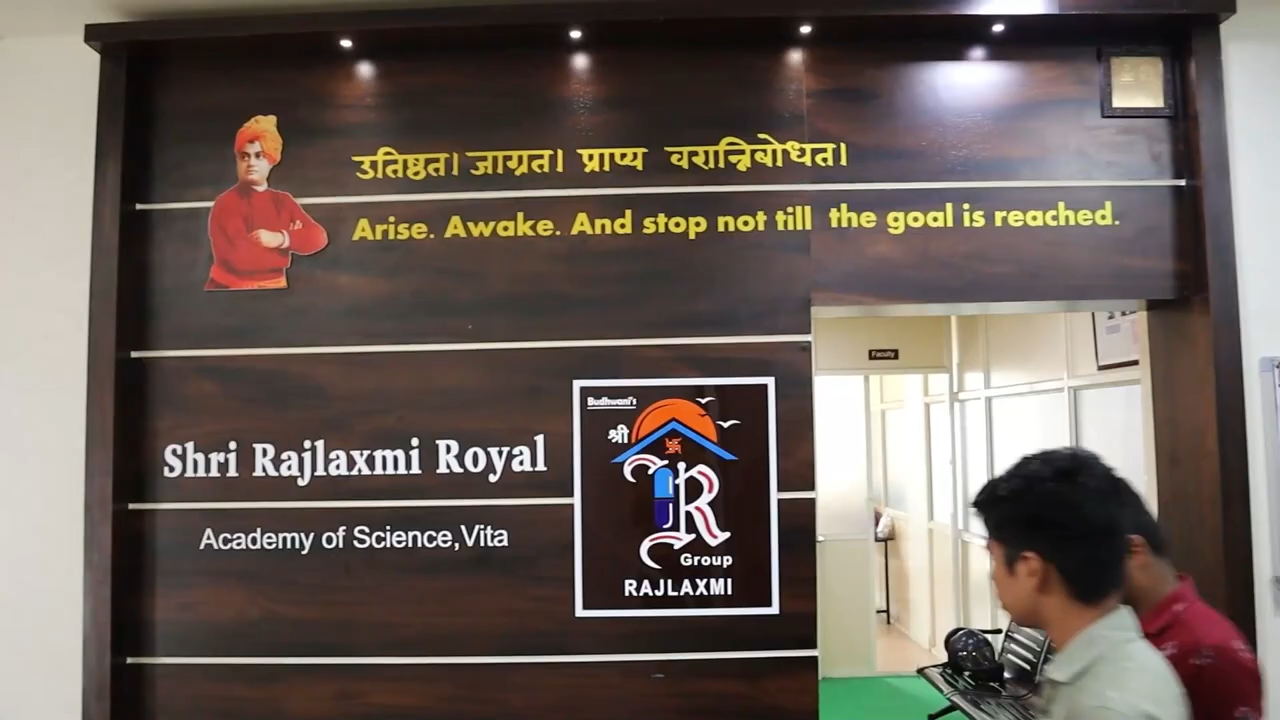 उतिष्ठत। जाग्रत। प्राप्य वरान्निबोधत।
Arise. Awake. And stop not till the goal is reached.
Faculty
Shri Rajlaxmi Royal
Academy of Science,Vita
Budhwani's
श्री
R
Group
RAJLAXMI